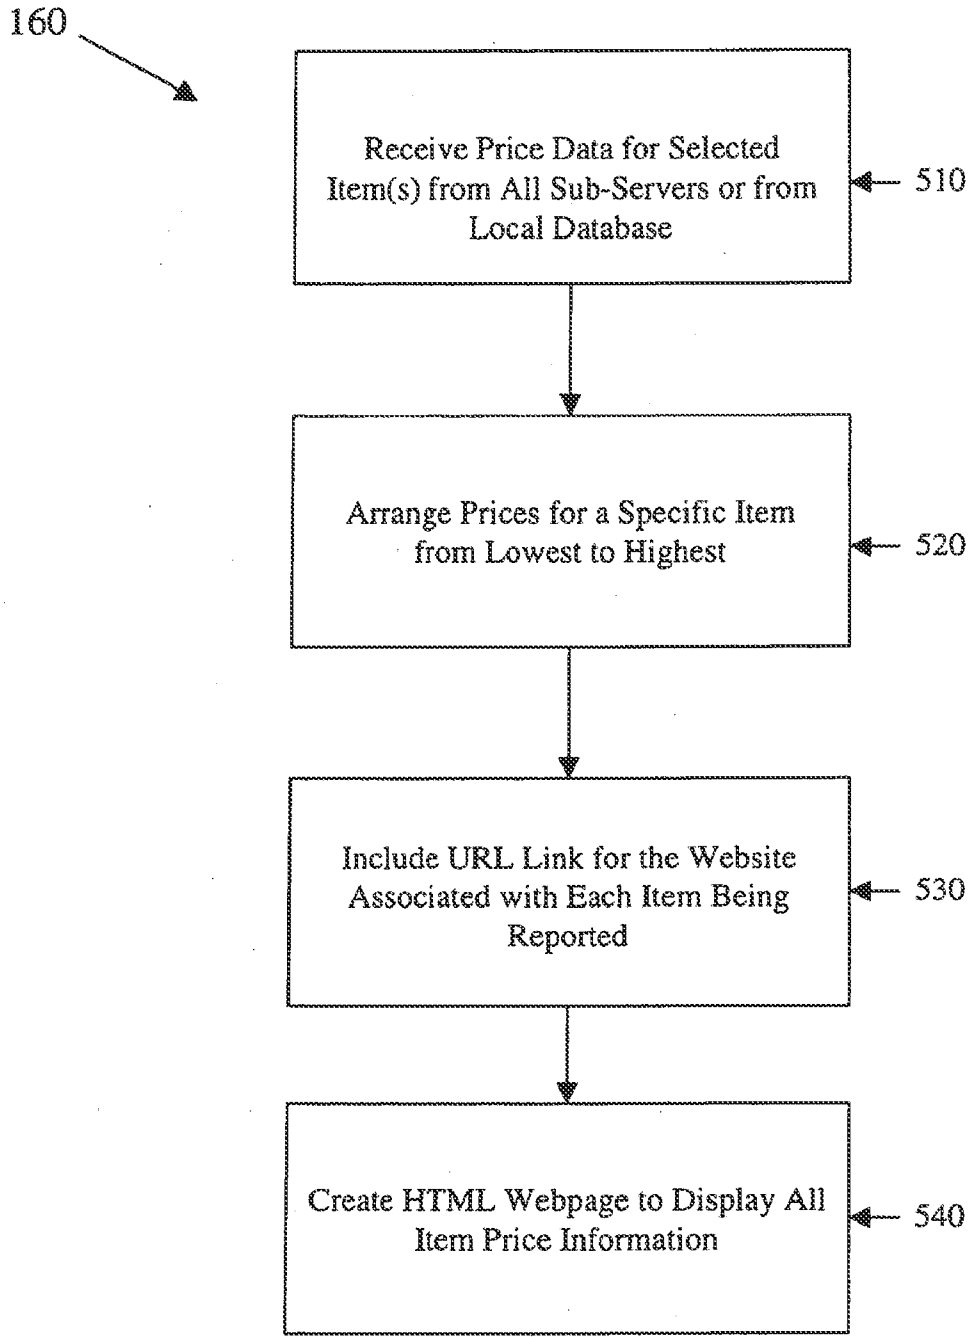 160
Receive Price Data for Selected
Item(s) from All Sub-Servers or from
Local Database
510
Arrange Prices for a Specific Item
from Lowest to Highest
520
Include URL Link for the Website
Associated with Each Item Being
Reported
530
Create HTML Webpage to Display All
Item Price Information
540